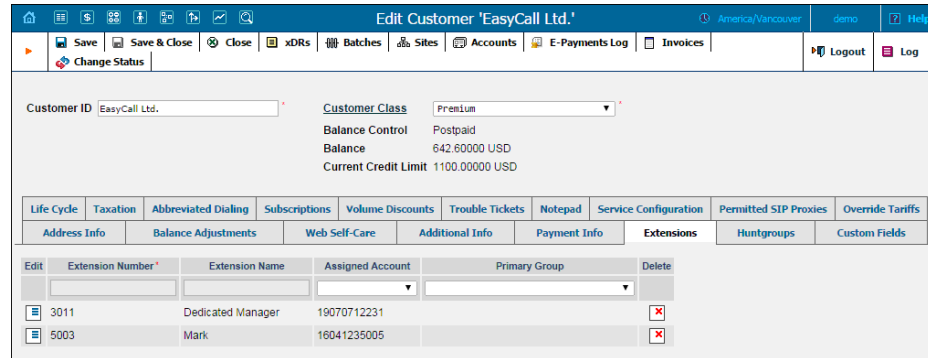 Edit Customer 'EasyCall Ltd.' America/Vancouver demo Help
Save Save & Close Close xDRs Batches Sites Accounts E-Payments Log Invoices
Change Status Logout Log
Customer ID EasyCall Ltd. * Customer Class Premium *
Balance Control Postpaid
Balance 642.60000 USD
Current Credit Limit 1100.00000 USD
Life Cycle Taxation Abbreviated Dialing Subscriptions Volume Discounts Trouble Tickets Notepad Service Configuration Permitted SIP Proxies Override Tariffs
Address Info Balance Adjustments Web Self-Care Additional Info Payment Info Extensions Huntgroups Custom Fields
Edit Extension Number* Extension Name Assigned Account Primary Group Delete
3011 Dedicated Manager 19070712231
5003 Mark 16041235005